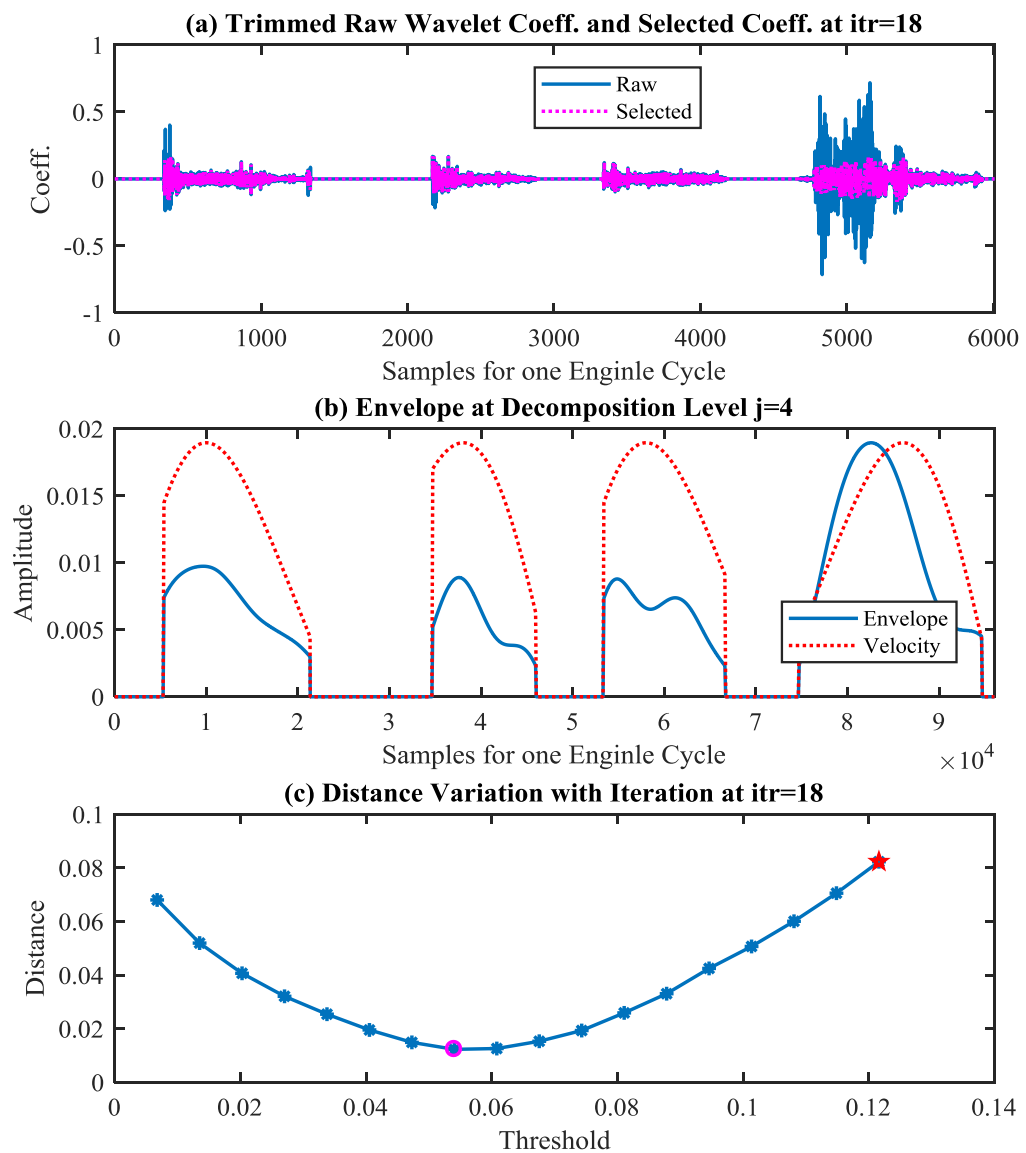 (a) Trimmed Raw Wavelet Coeff. and Selected Coeff. at itr=18
1
0.5
0
-0.5
-1
Coeff.
Raw
Selected
0 1000 2000 3000 4000 5000 6000
Samples for one Enginle Cycle
(b) Envelope at Decomposition Level j=4
0.02
0.015
0.01
0.005
0
Amplitude
Envelope
Velocity
0 1 2 3 4 5 6 7 8 9
×10⁴
Samples for one Enginle Cycle
(c) Distance Variation with Iteration at itr=18
0.1
0.08
0.06
0.04
0.02
0
Distance
0 0.02 0.04 0.06 0.08 0.1 0.12 0.14
Threshold